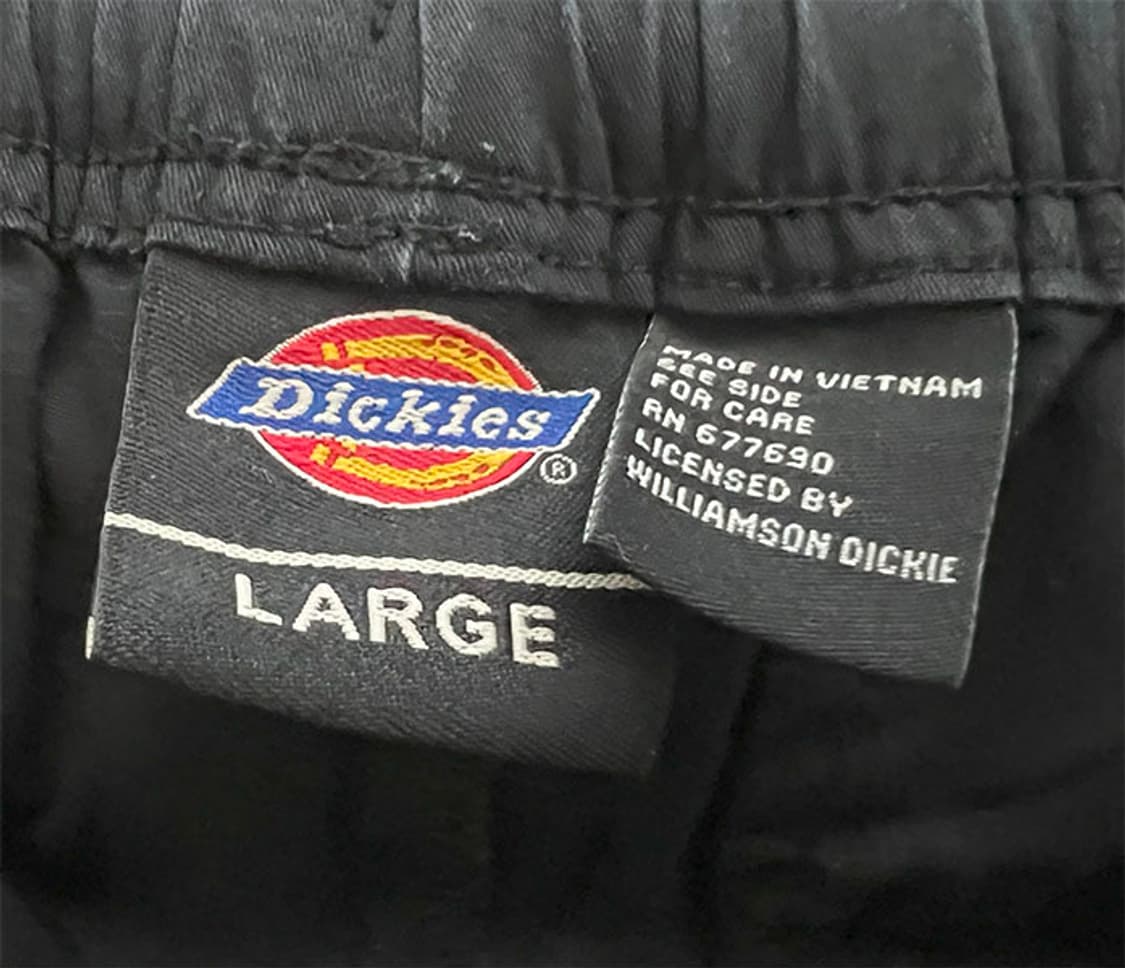 Dickies
®
LARGE
MADE IN VIETNAM
SEE SIDE
FOR CARE
RN 677690
LICENSED BY
WILLIAMSON DICKIE